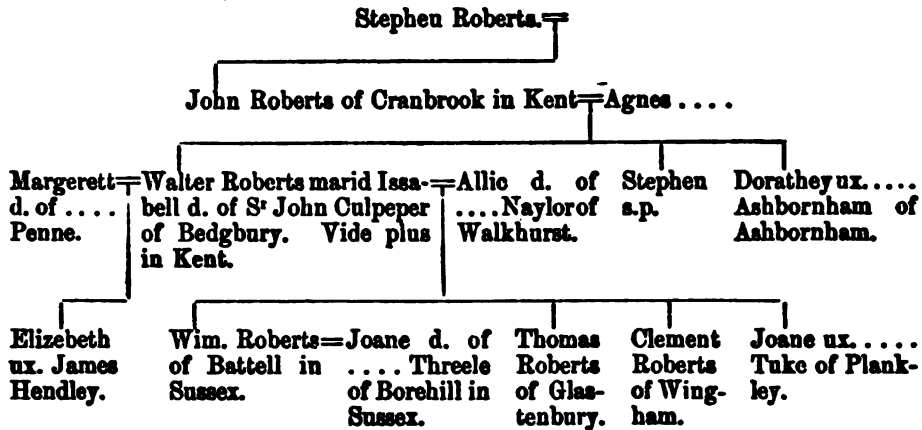 Stephen Roberts.
John Roberts of Cranbrook in Kent=Agnes ....
Margerett
d. of ....
Penne.
Walter Roberts marid Issa-
bell d. of Sr John Culpeper
of Bedgbury. Vide plus
in Kent.
Allic d. of
....Naylor of
Walkhurst.
Stephen
s.p.
Dorathey ux.....
Ashbornham of
Ashbornham.
Elizebeth
ux. James
Hendley.
Wim. Roberts=
of Battell in
Sussex.
Joane d. of
.... Threele
of Borehill in
Sussex.
Thomas
Roberts
of Glas-
tenbury.
Clement
Roberts
of Wing-
ham.
Joane ux.....
Tuke of Plank-
ley.